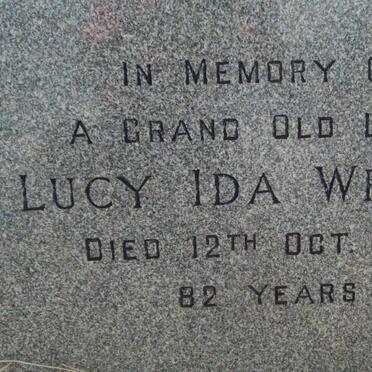 IN MEMORY
A GRAND OLD
LUCY IDA
DIED 12TH OCT.
82 YEARS